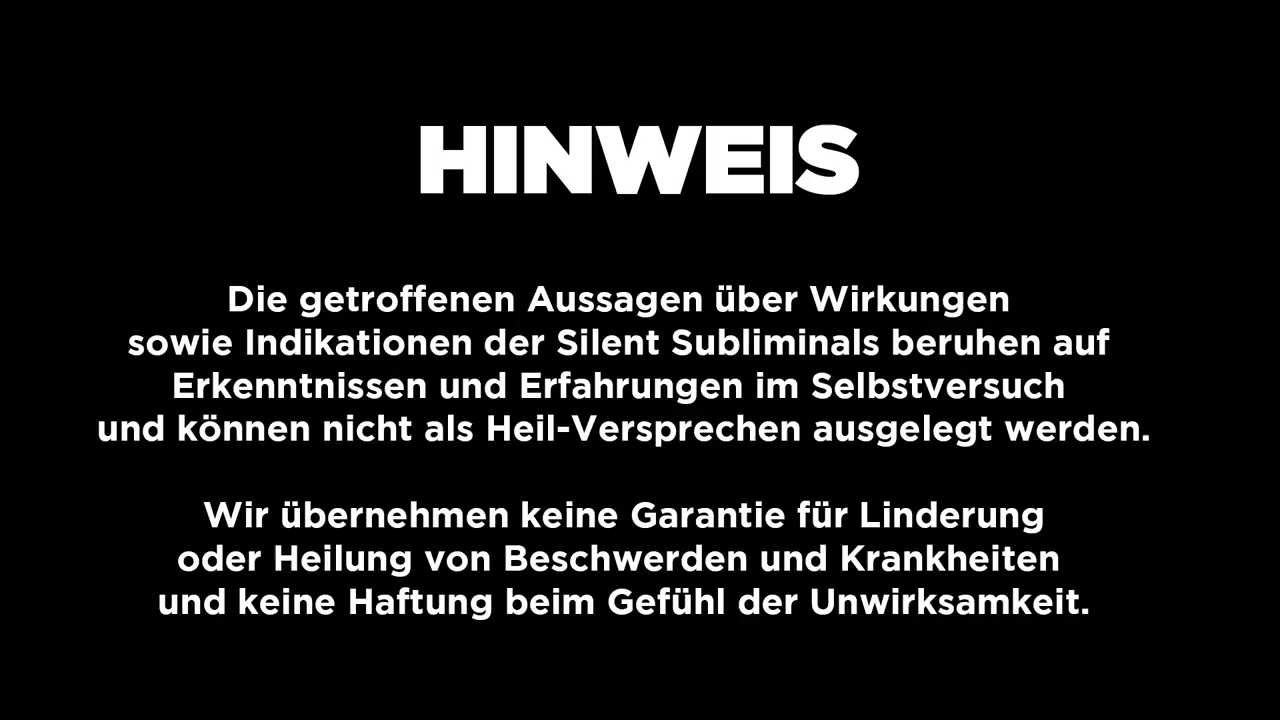 HINWEIS
Die getroffenen Aussagen über Wirkungen
sowie Indikationen der Silent Subliminals beruhen auf
Erkenntnissen und Erfahrungen im Selbstversuch
und können nicht als Heil-Versprechen ausgelegt werden.
Wir übernehmen keine Garantie für Linderung
oder Heilung von Beschwerden und Krankheiten
und keine Haftung beim Gefühl der Unwirksamkeit.